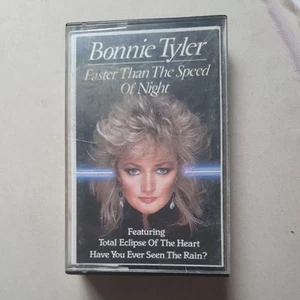 Bonnie Tyler
Faster Than The Speed
Of Night
Featuring
Total Eclipse Of The Heart
Have You Ever Seen The Rain?